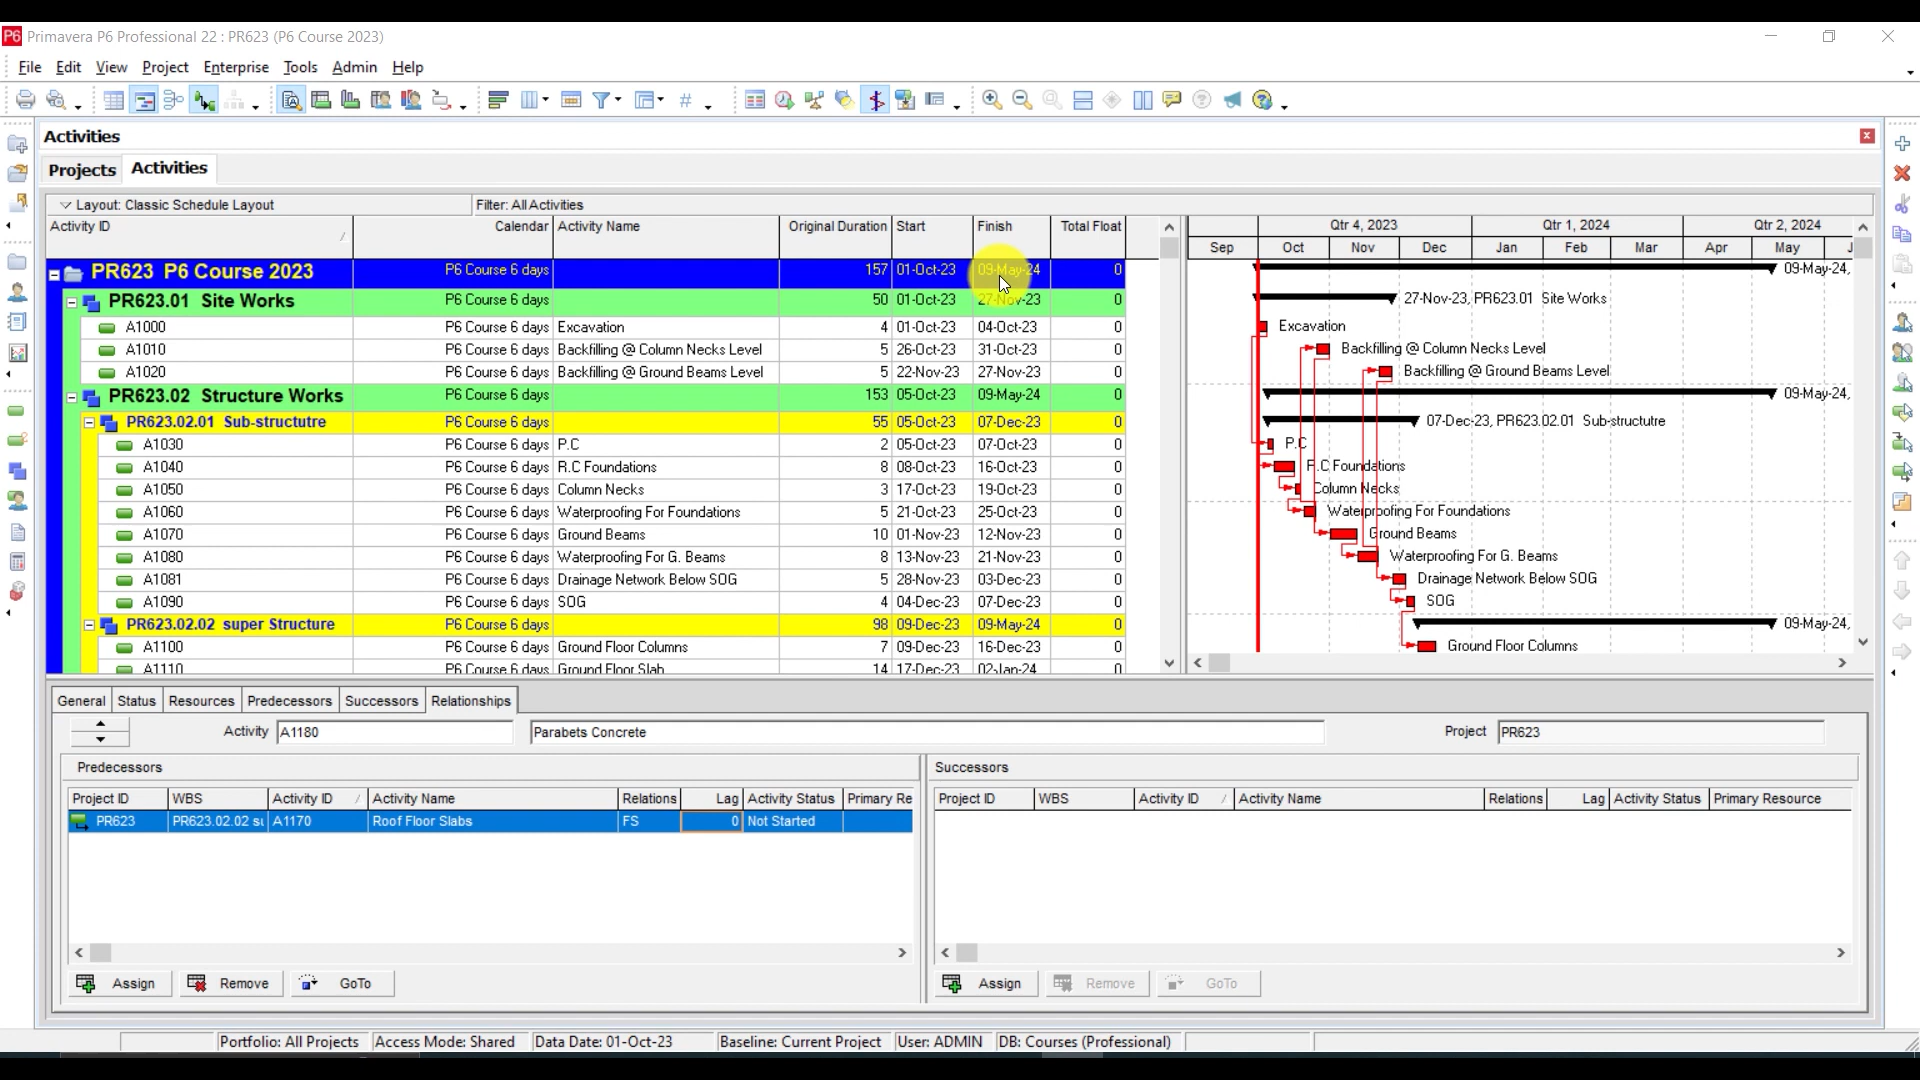 P6 Primavera P6 Professional 22 : PR623 (P6 Course 2023)
File Edit View Project Enterprise Tools Admin Help
Activities
Projects Activities
Layout: Classic Schedule Layout Filter: All Activities
Activity ID Calendar Activity Name Original Duration Start Finish Total Float Qtr 4, 2023 Qtr 1, 2024 Qtr 2, 2024
Sep Oct Nov Dec Jan Feb Mar Apr May J
PR623 P6 Course 2023 P6 Course 6 days 157 01-Oct-23 09-May-24 0 09-May-24,
PR623.01 Site Works P6 Course 6 days 50 01-Oct-23 27-Nov-23 0 27-Nov-23, PR623.01 Site Works
A1000 P6 Course 6 days Excavation 4 01-Oct-23 04-Oct-23 0 Excavation
A1010 P6 Course 6 days Backfilling @ Column Necks Level 5 26-Oct-23 31-Oct-23 0 Backfilling @ Column Necks Level
A1020 P6 Course 6 days Backfilling @ Ground Beams Level 5 22-Nov-23 27-Nov-23 0 Backfilling @ Ground Beams Level
PR623.02 Structure Works P6 Course 6 days 153 05-Oct-23 09-May-24 0 09-May-24,
PR623.02.01 Sub-structutre P6 Course 6 days 55 05-Oct-23 07-Dec-23 0 07-Dec-23, PR623.02.01 Sub-structutre
A1030 P6 Course 6 days P.C 2 05-Oct-23 07-Oct-23 0 P.C
A1040 P6 Course 6 days R.C Foundations 8 08-Oct-23 16-Oct-23 0 R.C Foundations
A1050 P6 Course 6 days Column Necks 3 17-Oct-23 19-Oct-23 0 Column Necks
A1060 P6 Course 6 days Waterproofing For Foundations 5 21-Oct-23 25-Oct-23 0 Waterproofing For Foundations
A1070 P6 Course 6 days Ground Beams 10 01-Nov-23 12-Nov-23 0 Ground Beams
A1080 P6 Course 6 days Waterproofing For G. Beams 8 13-Nov-23 21-Nov-23 0 Waterproofing For G. Beams
A1081 P6 Course 6 days Drainage Network Below SOG 5 28-Nov-23 03-Dec-23 0 Drainage Network Below SOG
A1090 P6 Course 6 days SOG 4 04-Dec-23 07-Dec-23 0 SOG
PR623.02.02 super Structure P6 Course 6 days 98 09-Dec-23 09-May-24 0 09-May-24,
A1100 P6 Course 6 days Ground Floor Columns 7 09-Dec-23 16-Dec-23 0 Ground Floor Columns
A1110 P6 Course 6 days Ground Floor Slab 14 17-Dec-23 02-Jan-24 0
General Status Resources Predecessors Successors Relationships
Activity A1180 Parabets Concrete Project PR623
Predecessors Successors
Project ID WBS Activity ID Activity Name Relations Lag Activity Status Primary Re Project ID WBS Activity ID Activity Name Relations Lag Activity Status Primary Resource
PR623 PR623.02.02 su A1170 Roof Floor Slabs FS 0 Not Started
Assign Remove GoTo Assign Remove GoTo
Portfolio: All Projects Access Mode: Shared Data Date: 01-Oct-23 Baseline: Current Project User: ADMIN DB: Courses (Professional)